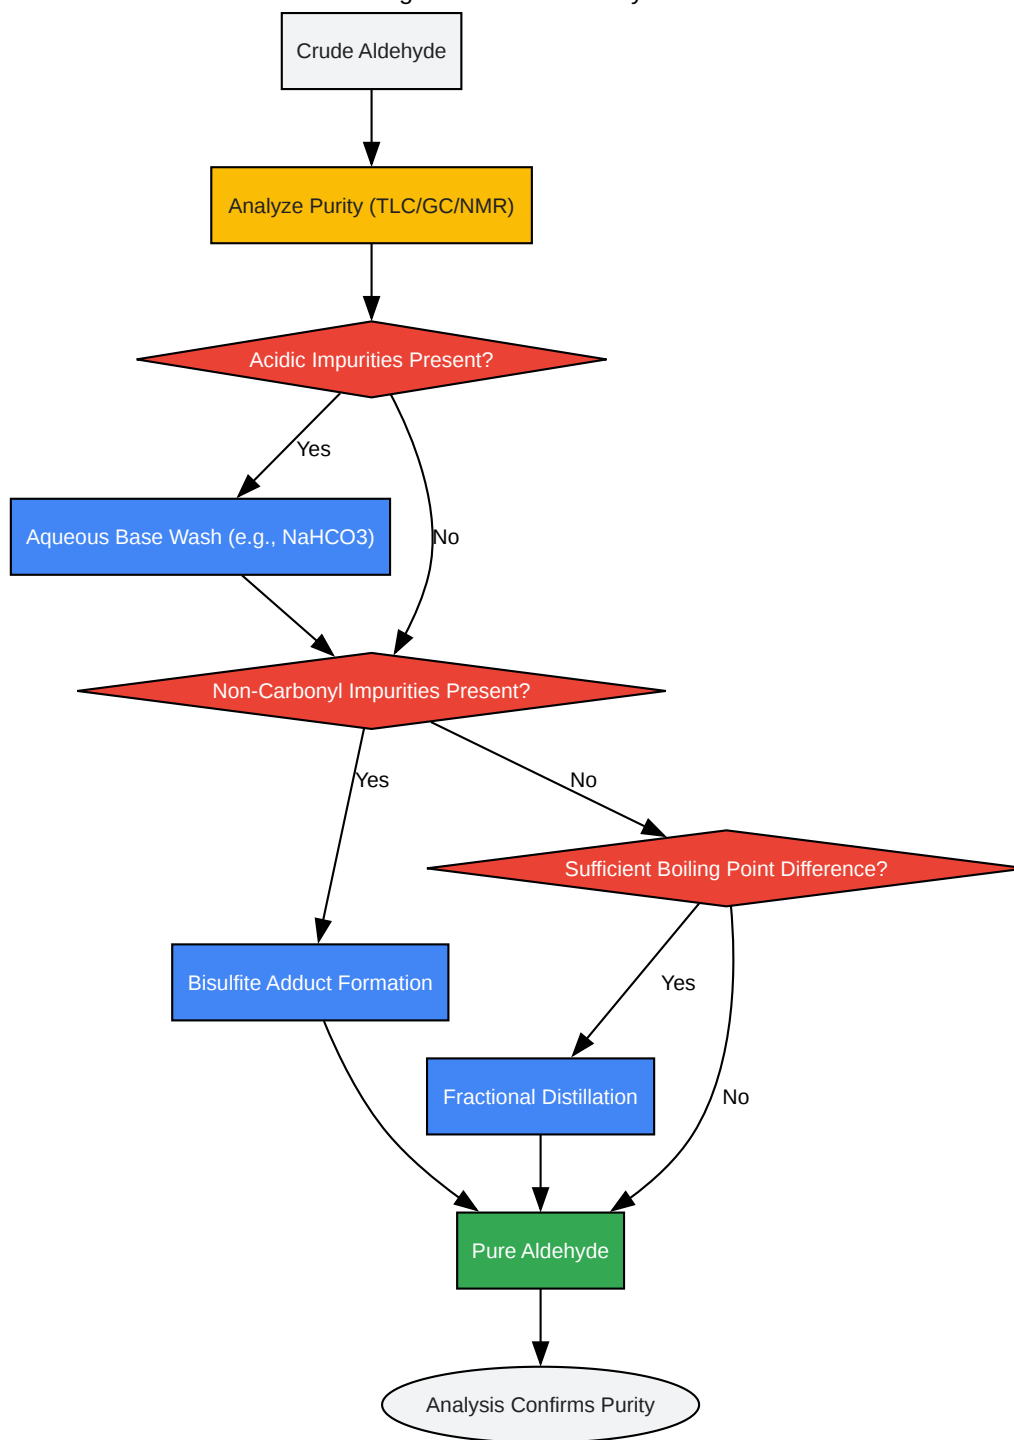 Crude Aldehyde
Analyze Purity (TLC/GC/NMR)
Acidic Impurities Present?
Yes
Aqueous Base Wash (e.g., NaHCO3)
No
Non-Carbonyl Impurities Present?
Yes
No
Sufficient Boiling Point Difference?
Bisulfite Adduct Formation
Yes
Fractional Distillation
No
Pure Aldehyde
Analysis Confirms Purity